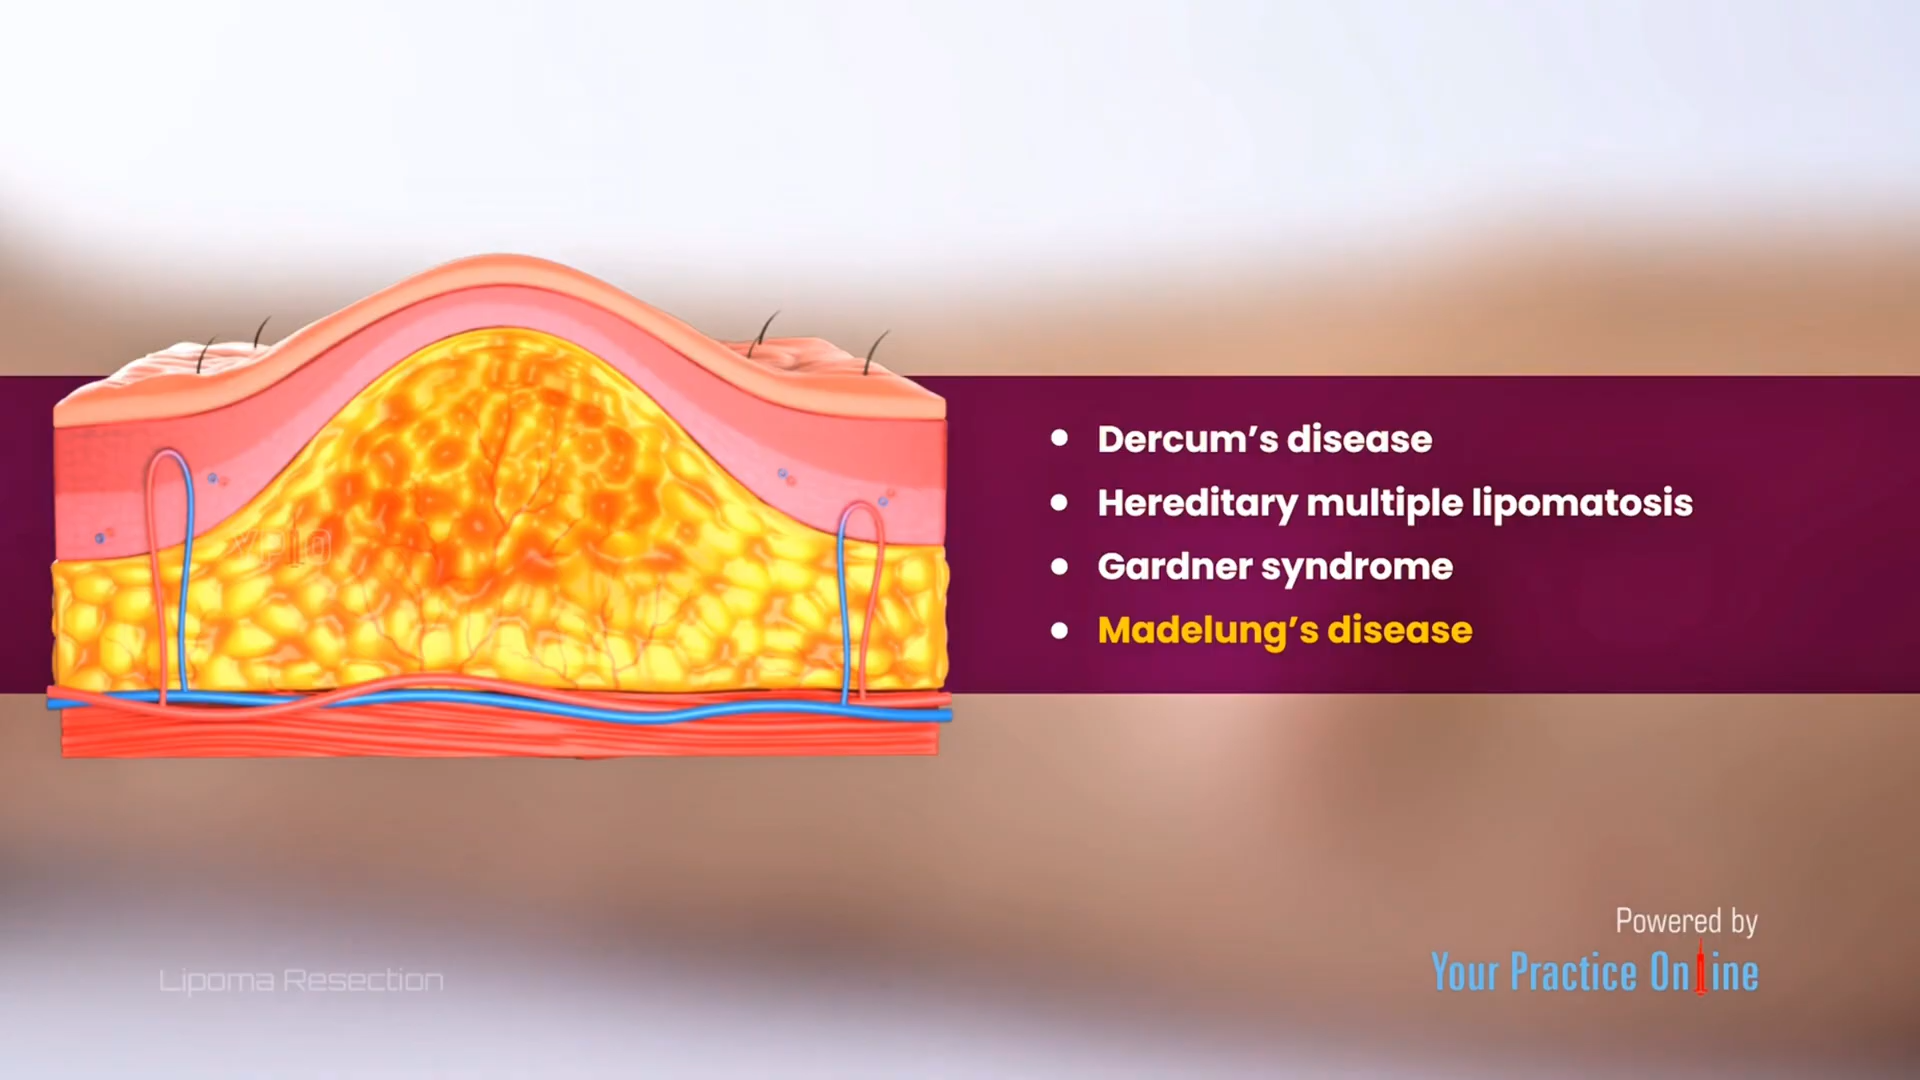 • Dercum’s disease
• Hereditary multiple lipomatosis
• Gardner syndrome
• Madelung’s disease
Powered by
Your Practice Online
Lipoma Resection